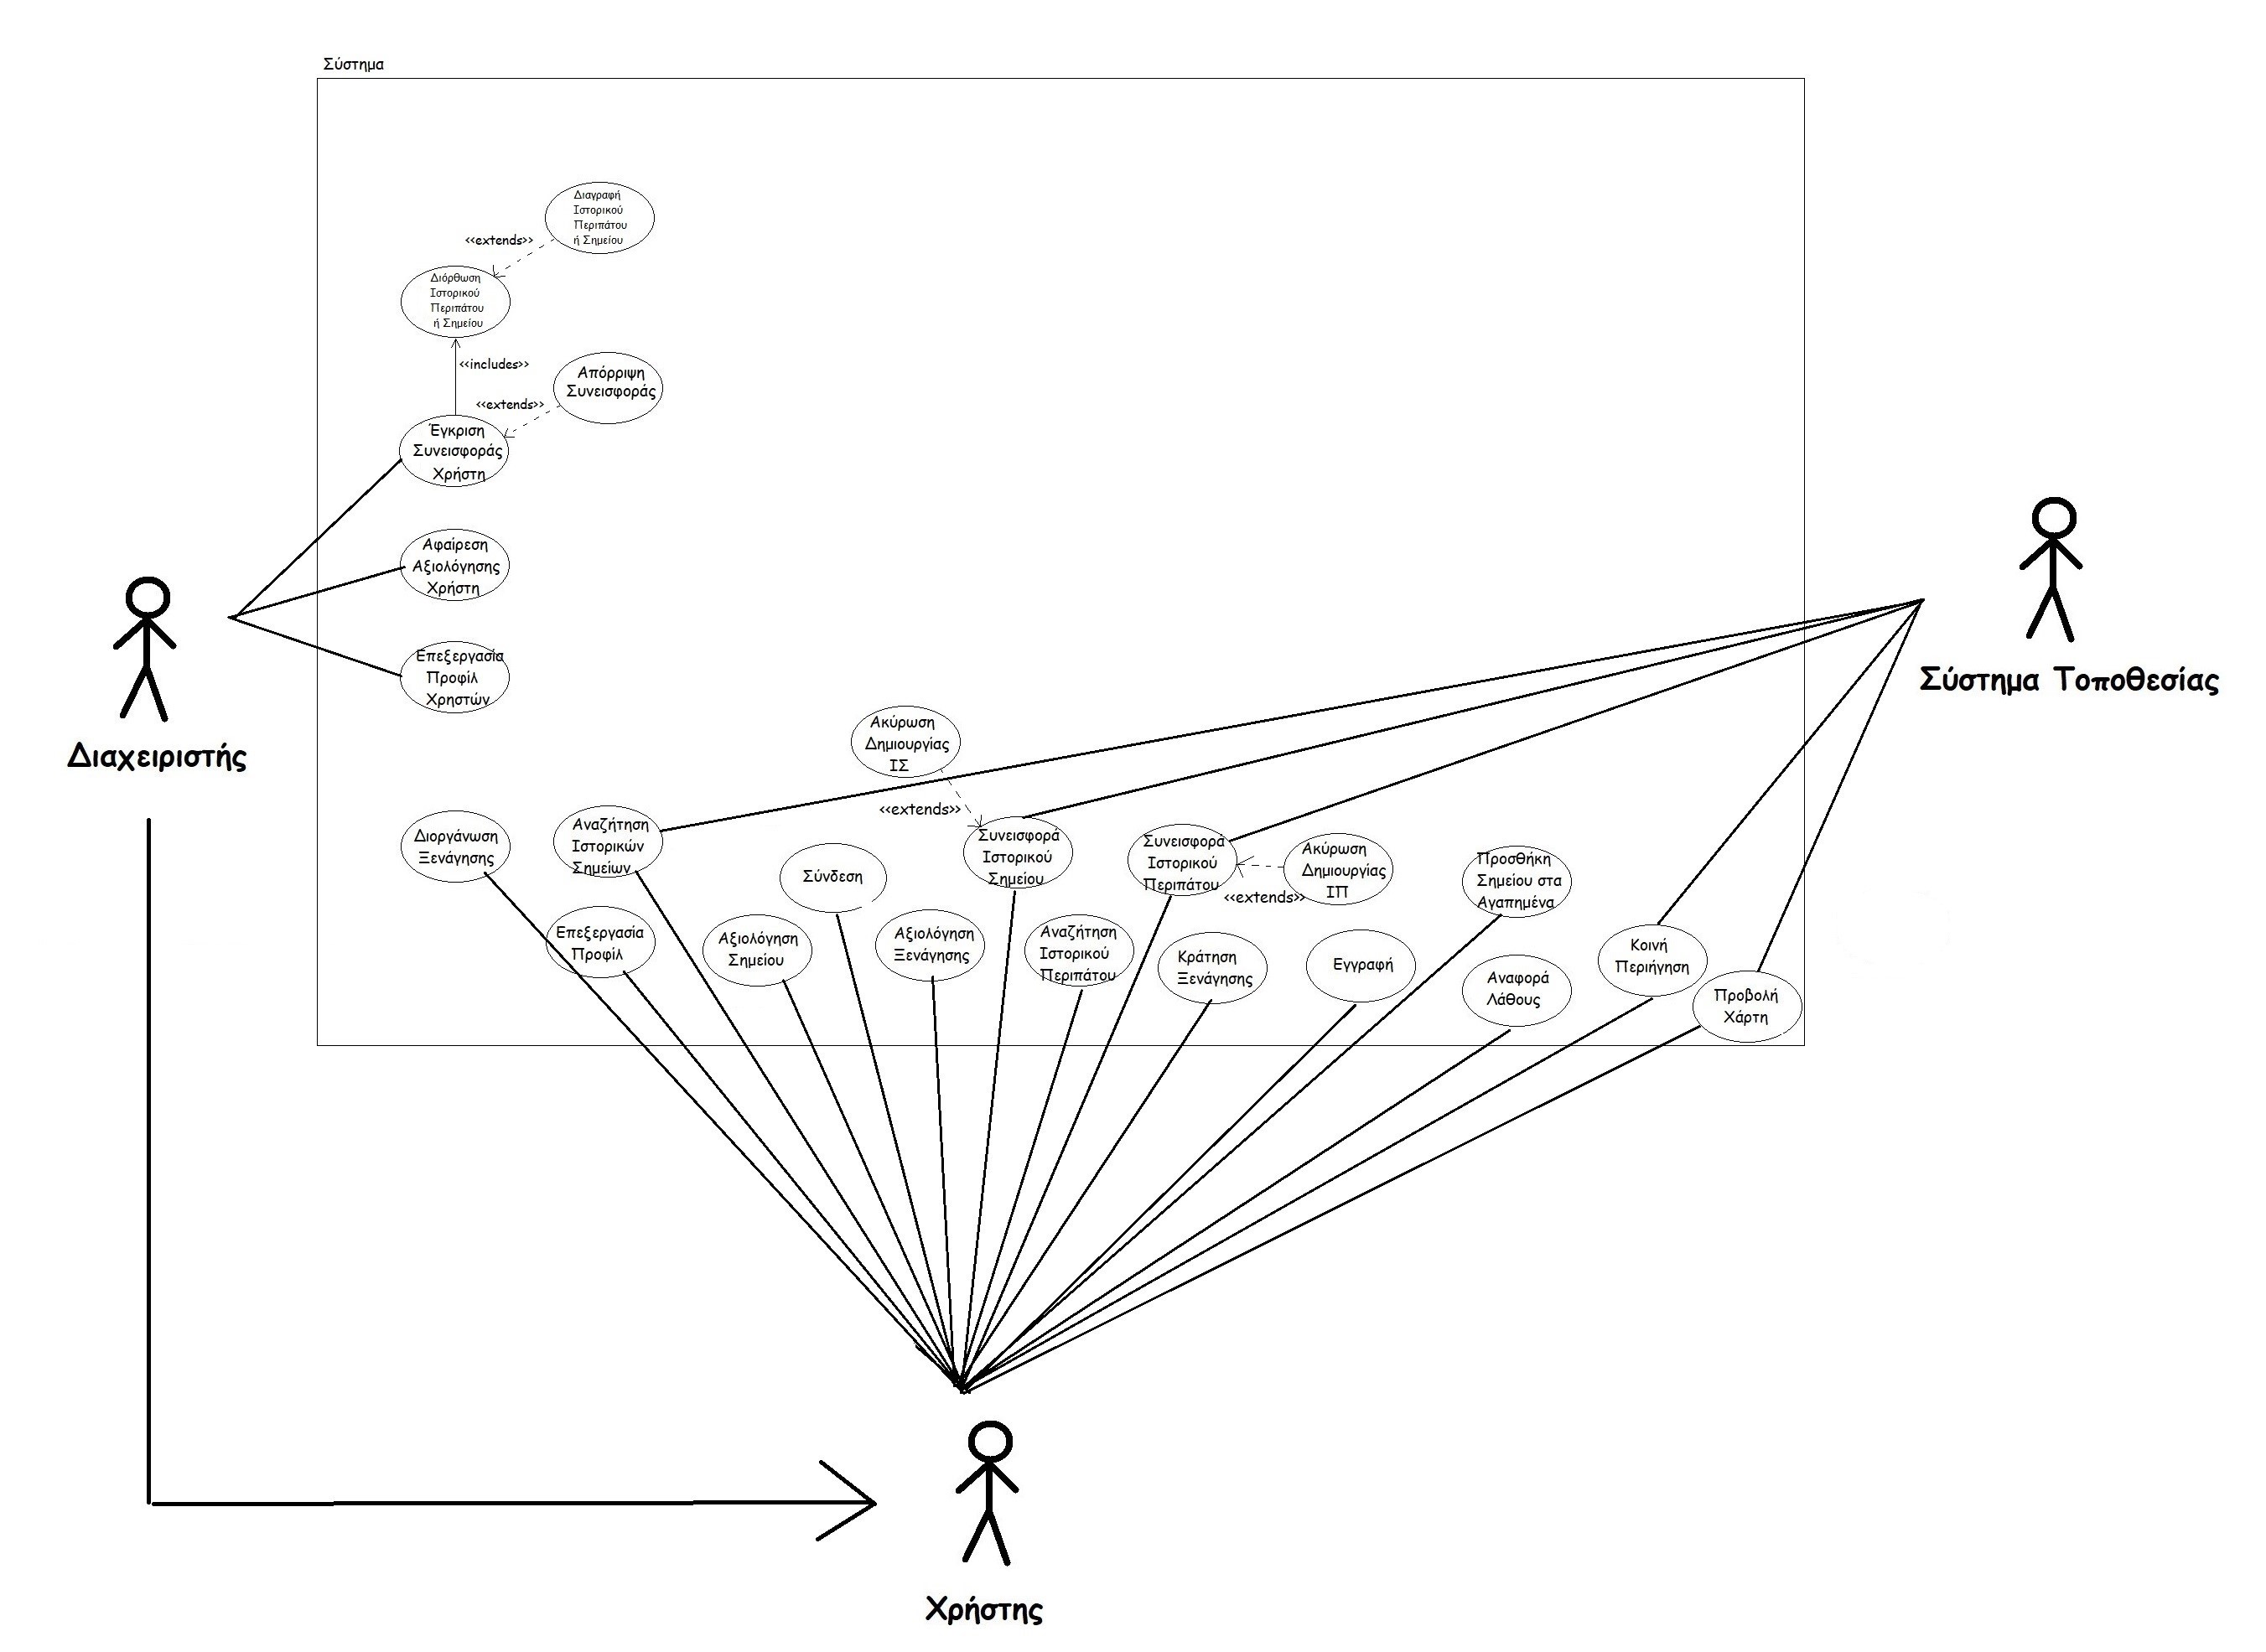 Σύστημα
Διαγραφή
Ιστορικού
Περιπάτου
ή Σημείου
<<extends>>
Διόρθωση
Ιστορικού
Περιπάτου
ή Σημείου
<<includes>>
Απόρριψη
Συνεισφοράς
<<extends>>
Έγκριση
Συνεισφοράς
Χρήστη
Αφαίρεση
Αξιολόγησης
Χρήστη
Επεξεργασία
Προφίλ
Χρηστών
Διαχειριστής
Σύστημα Τοποθεσίας
Ακύρωση
Δημιουργίας
ΙΣ
<<extends>>
Διοργάνωση
Ξενάγησης
Αναζήτηση
Ιστορικών
Σημείων
Σύνδεση
Συνεισφορά
Ιστορικού
Σημείου
Συνεισφορά
Ιστορικού
Περιπάτου
Ακύρωση
Δημιουργίας
ΙΠ
<<extends>>
Προσθήκη
Σημείου στα
Αγαπημένα
Επεξεργασία
Προφίλ
Αξιολόγηση
Σημείου
Αξιολόγηση
Ξενάγησης
Αναζήτηση
Ιστορικού
Περιπάτου
Κράτηση
Ξενάγησης
Εγγραφή
Αναφορά
Λάθους
Κοινή
Περιήγηση
Προβολή
Χάρτη
Χρήστης